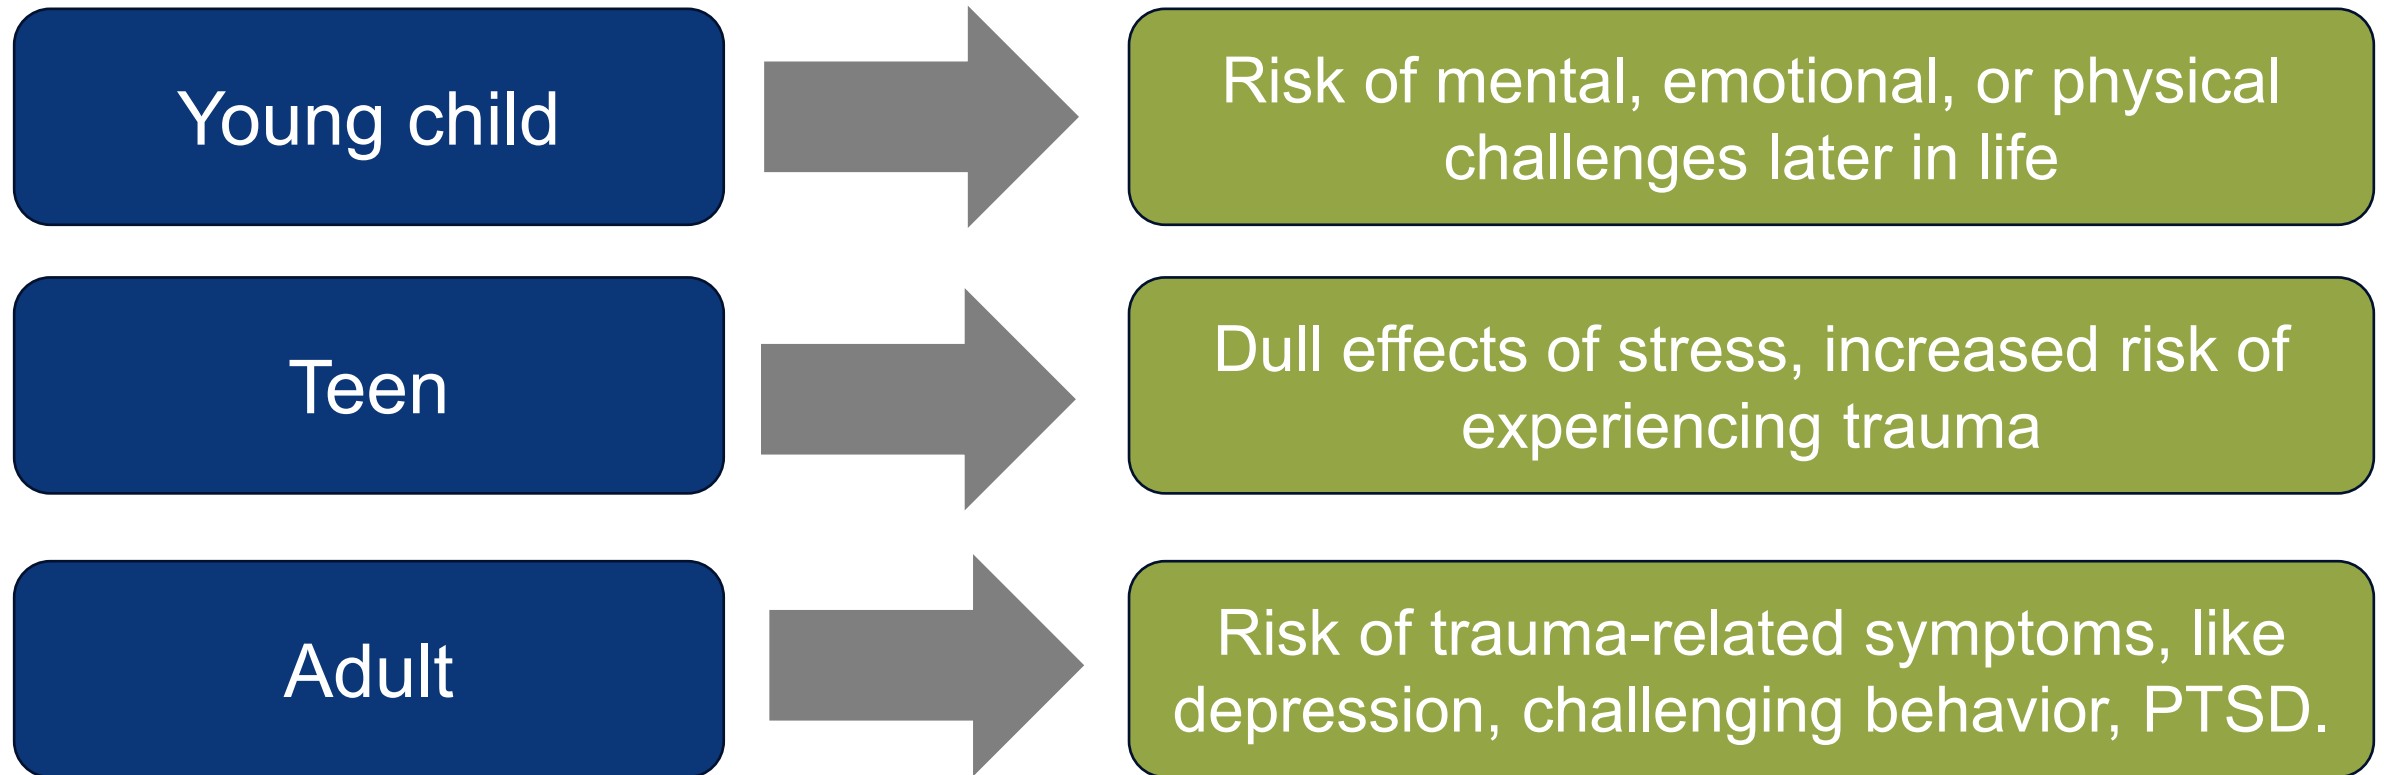 Young child
Risk of mental, emotional, or physical
challenges later in life
Teen
Dull effects of stress, increased risk of
experiencing trauma
Adult
Risk of trauma-related symptoms, like
depression, challenging behavior, PTSD.